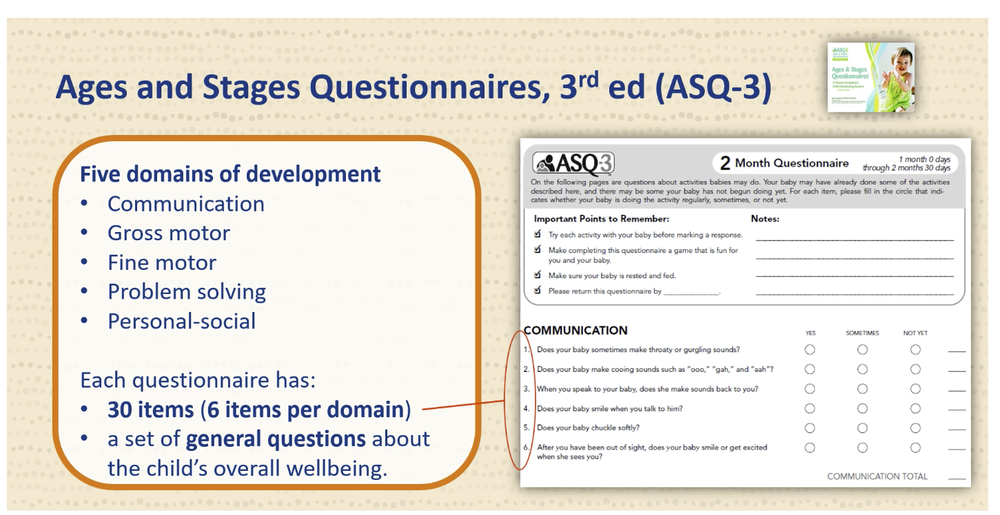 Ages and Stages Questionnaires, 3rd ed (ASQ-3)
ASQ-3
Ages & Stages
Questionnaires
A Parent-Completed
Child Monitoring System
Five domains of development
• Communication
• Gross motor
• Fine motor
• Problem solving
• Personal-social
Each questionnaire has:
• 30 items (6 items per domain)
• a set of general questions about
the child's overall wellbeing.
ASQ-3
2 Month Questionnaire
1 month 0 days
through 2 months 30 days
On the following pages are questions about activities babies may do. Your baby may have already done some of the activities
described here, and there may be some your baby has not begun doing yet. For each item, please fill in the circle that indi-
cates whether your baby is doing the activity regularly, sometimes, or not yet.
Important Points to Remember:
Try each activity with your baby before marking a response.
Make completing this questionnaire a game that is fun for
you and your baby.
Make sure your baby is rested and fed.
Please return this questionnaire by ______________.
Notes:
COMMUNICATION
YES SOMETIMES NOT YET
1. Does your baby sometimes make throaty or gurgling sounds?
2. Does your baby make cooing sounds such as "ooo," "gah," and "aah"?
3. When you speak to your baby, does she make sounds back to you?
4. Does your baby smile when you talk to him?
5. Does your baby chuckle softly?
6. After you have been out of sight, does your baby smile or get excited
when she sees you?
COMMUNICATION TOTAL